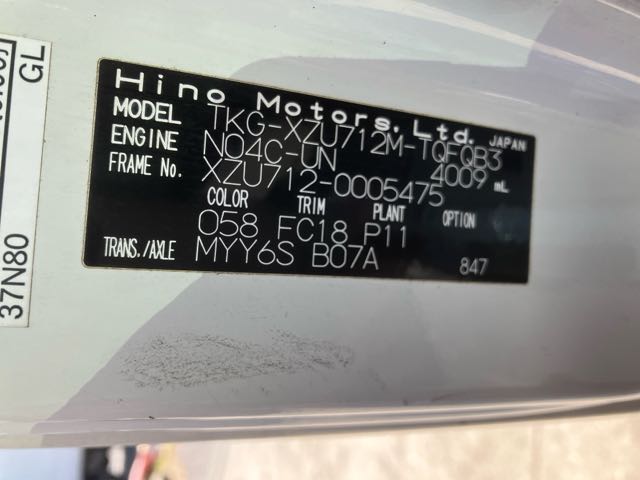 Hino Motors, Ltd. JAPAN
MODEL TKG-XZU712M-TQFQB3
ENGINE N04C-UN 4009 mL
FRAME No. XZU712-0005475
COLOR TRIM PLANT OPTION
058 FC18 P11
TRANS./AXLE MYY6S B07A 847
37N80
GL